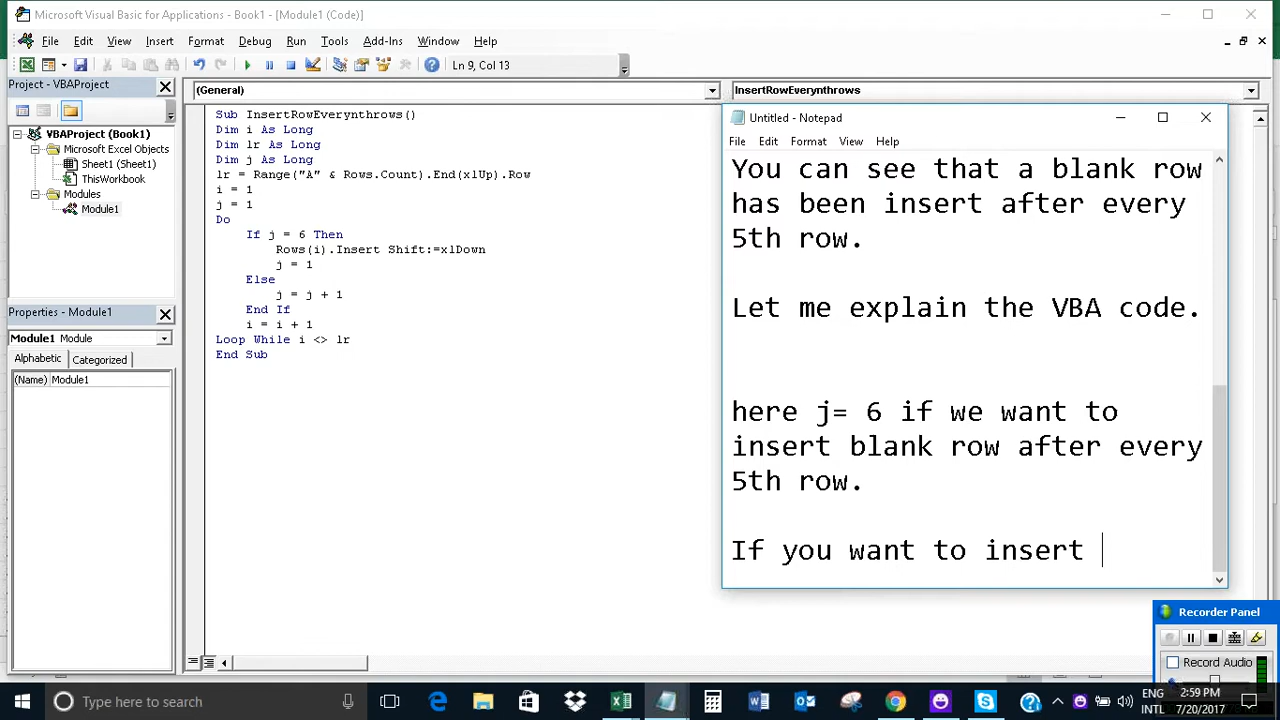 Microsoft Visual Basic for Applications - Book1 - [Module1 (Code)]
File Edit View Insert Format Debug Run Tools Add-Ins Window Help
Ln 9, Col 13
Project - VBAProject
(General)
InsertRowEverynthrows
VBAProject (Book1)
Microsoft Excel Objects
Sheet1 (Sheet1)
ThisWorkbook
Modules
Module1
Properties - Module1
Module1 Module
Alphabetic Categorized
(Name) Module1
Sub InsertRowEverynthrows()
Dim i As Long
Dim lr As Long
Dim j As Long
lr = Range("A" & Rows.Count).End(xlUp).Row
i = 1
j = 1
Do
If j = 6 Then
Rows(i).Insert Shift:=xlDown
j = 1
Else
j = j + 1
End If
i = i + 1
Loop While i <> lr
End Sub
Untitled - Notepad
File Edit Format View Help
You can see that a blank row
has been insert after every
5th row.
Let me explain the VBA code.
here j= 6 if we want to
insert blank row after every
5th row.
If you want to insert
Recorder Panel
Record Audio
Type here to search
ENG
INTL
2:59 PM
7/20/2017